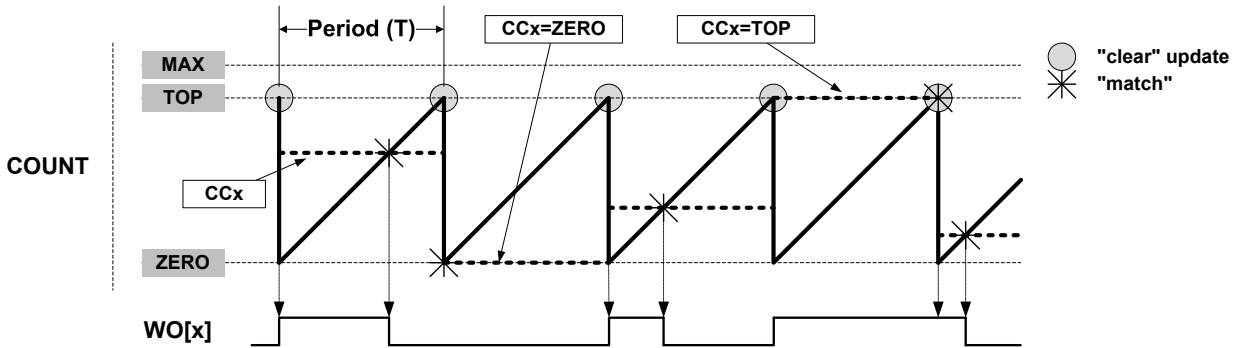 Period (T)
CCx=ZERO
CCx=TOP
MAX
"clear" update
TOP
"match"
COUNT
CCx
ZERO
WO[x]